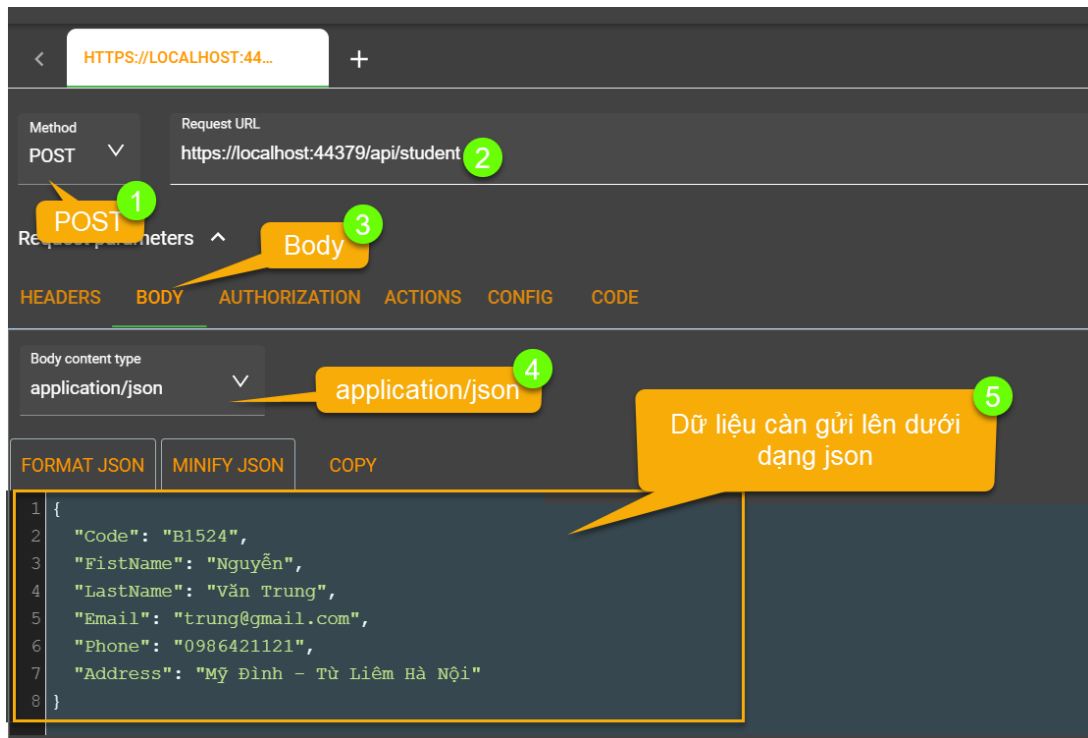 HTTPS://LOCALHOST:44...
Method
Request URL
POST
https://localhost:44379/api/student
2
1
POST
3
Body
Request parameters
HEADERS BODY AUTHORIZATION ACTIONS CONFIG CODE
Body content type
application/json
4
application/json
5
Dữ liệu càn gửi lên dưới
dạng json
FORMAT JSON MINIFY JSON COPY
1 {
2 "Code": "B1524",
3 "FistName": "Nguyễn",
4 "LastName": "Văn Trung",
5 "Email": "trung@gmail.com",
6 "Phone": "0986421121",
7 "Address": "Mỹ Đình - Từ Liêm Hà Nội"
8 }